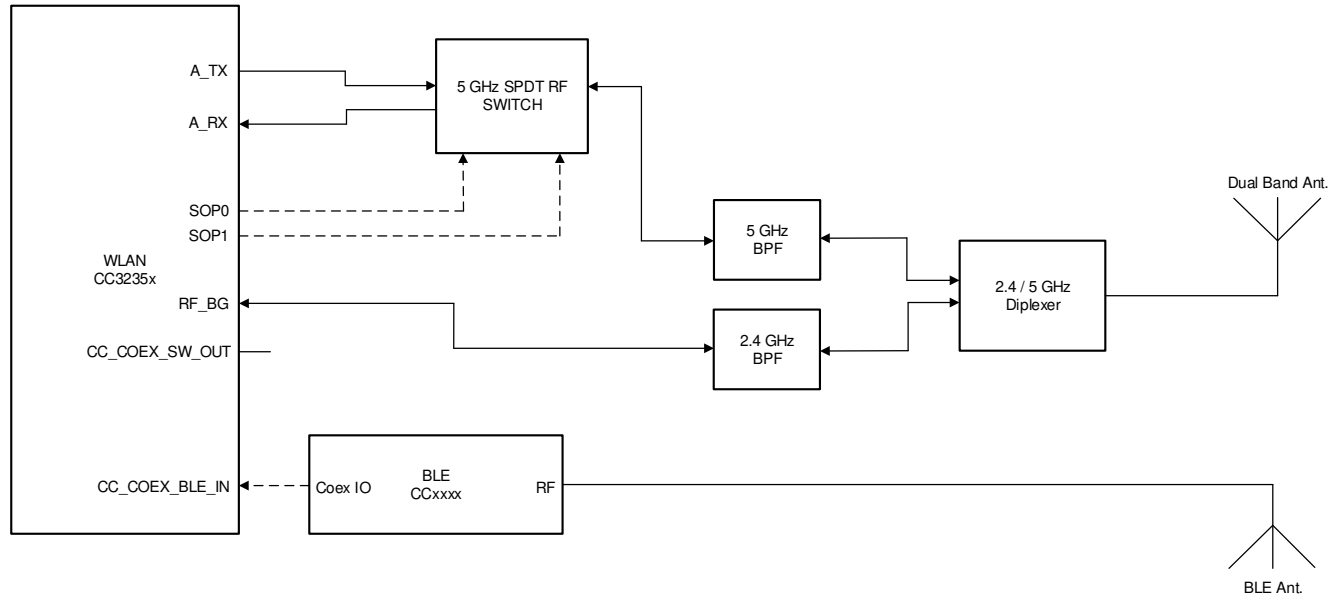 A_TX
A_RX
SOP0
SOP1
WLAN
CC3235x
RF_BG
CC_COEX_SW_OUT
CC_COEX_BLE_IN
5 GHz SPDT RF
SWITCH
5 GHz
BPF
2.4 GHz
BPF
2.4 / 5 GHz
Diplexer
Dual Band Ant.
Coex IO
BLE
CCxxxx
RF
BLE Ant.